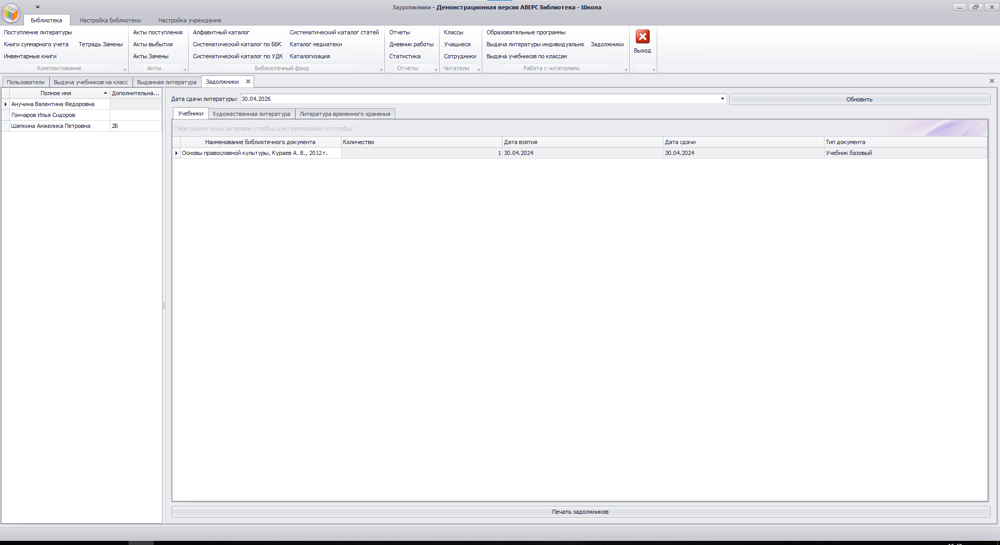 Задолжники - Демонстрационная версия АВЕРС Библиотека - Школа
Библиотека Настройка библиотеки Настройка учреждения
Поступление литературы
Книги суммарного учета Тетрадь Замены
Инвентарные книги
Комплектование
Акты поступления
Акты выбытия
Акты Замены
Акты
Алфавитный каталог Систематический каталог статей
Систематический каталог по ББК Каталог медиатеки
Систематический каталог по УДК Каталогизация
Библиотечный фонд
Отчеты
Дневник работы
Статистика
Отчеты
Классы
Учащиеся
Сотрудники
Читатели
Образовательные программы
Выдача литературы индивидуально Задолжники
Выдача учебников по классам
Работа с читателями
Выход
Пользователи Выдача учебников на класс Выданная литература Задолжники
Полное имя Дополнительна...
Анучина Валентина Федоровна
Гончаров Илья Сидоров
Шапкина Анжелика Петровна 2Б
Дата сдачи литературы: 30.04.2026 Обновить
Учебники Художественная литература Литература временного хранения
Перетащите сюда заголовок столбца для группировки по столбцу
Наименование библиотечного документа Количество Дата взятия Дата сдачи Тип документа
Основы православной культуры, Кураев А. В., 2012 г. 1 30.04.2024 30.04.2024 Учебник базовый
Печать задолжников